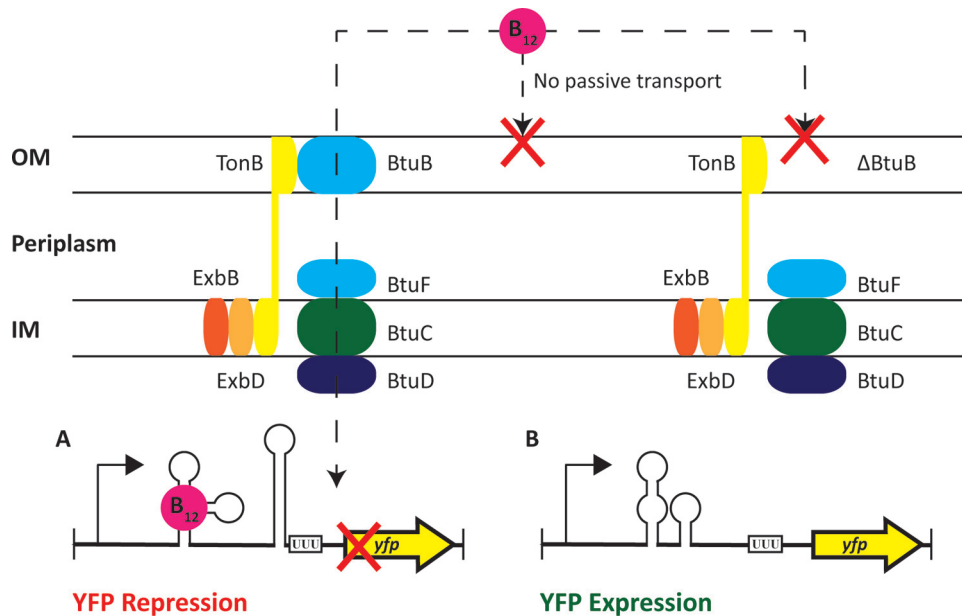 B12
No passive transport
OM
TonB
BtuB
TonB
ΔBtuB
Periplasm
ExbB
BtuF
ExbB
BtuF
IM
BtuC
BtuC
ExbD
BtuD
ExbD
BtuD
A
B
B12
UUU
yfp
UUU
yfp
YFP Repression
YFP Expression